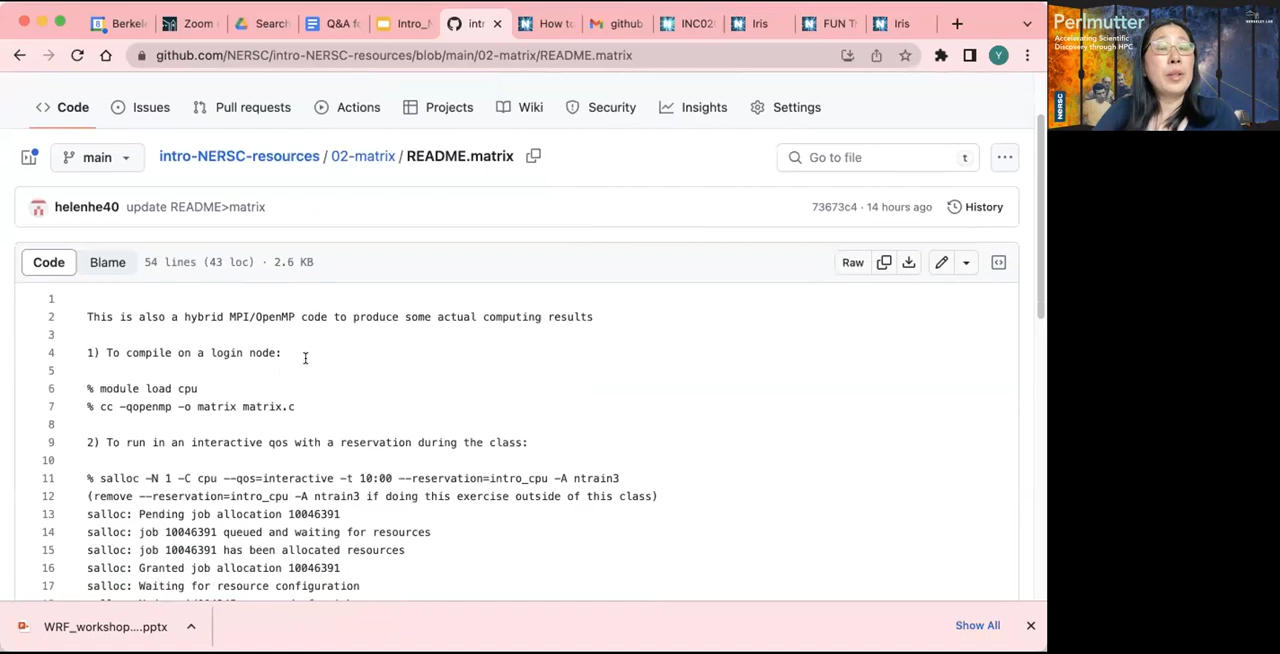 Berkel
Zoom
Search
Q&A fo
Intro_N
intr
How to
github
INC02
Iris
FUN Tr
Iris
github.com/NERSC/intro-NERSC-resources/blob/main/02-matrix/README.matrix
Y
Code
Issues
Pull requests
Actions
Projects
Wiki
Security
Insights
Settings
main
intro-NERSC-resources / 02-matrix / README.matrix
Go to file
t
helenhe40 update README>matrix
73673c4 · 14 hours ago
History
Code
Blame
54 lines (43 loc) · 2.6 KB
Raw
1
2 This is also a hybrid MPI/OpenMP code to produce some actual computing results
3
4 1) To compile on a login node:
5
6 % module load cpu
7 % cc -qopenmp -o matrix matrix.c
8
9 2) To run in an interactive qos with a reservation during the class:
10
11 % salloc -N 1 -C cpu --qos=interactive -t 10:00 --reservation=intro_cpu -A ntrain3
12 (remove --reservation=intro_cpu -A ntrain3 if doing this exercise outside of this class)
13 salloc: Pending job allocation 10046391
14 salloc: job 10046391 queued and waiting for resources
15 salloc: job 10046391 has been allocated resources
16 salloc: Granted job allocation 10046391
17 salloc: Waiting for resource configuration
WRF_workshop....pptx
Show All
Perlmutter
Accelerating Scientific
Discovery through HPC
NERSC
BERKELEY LAB